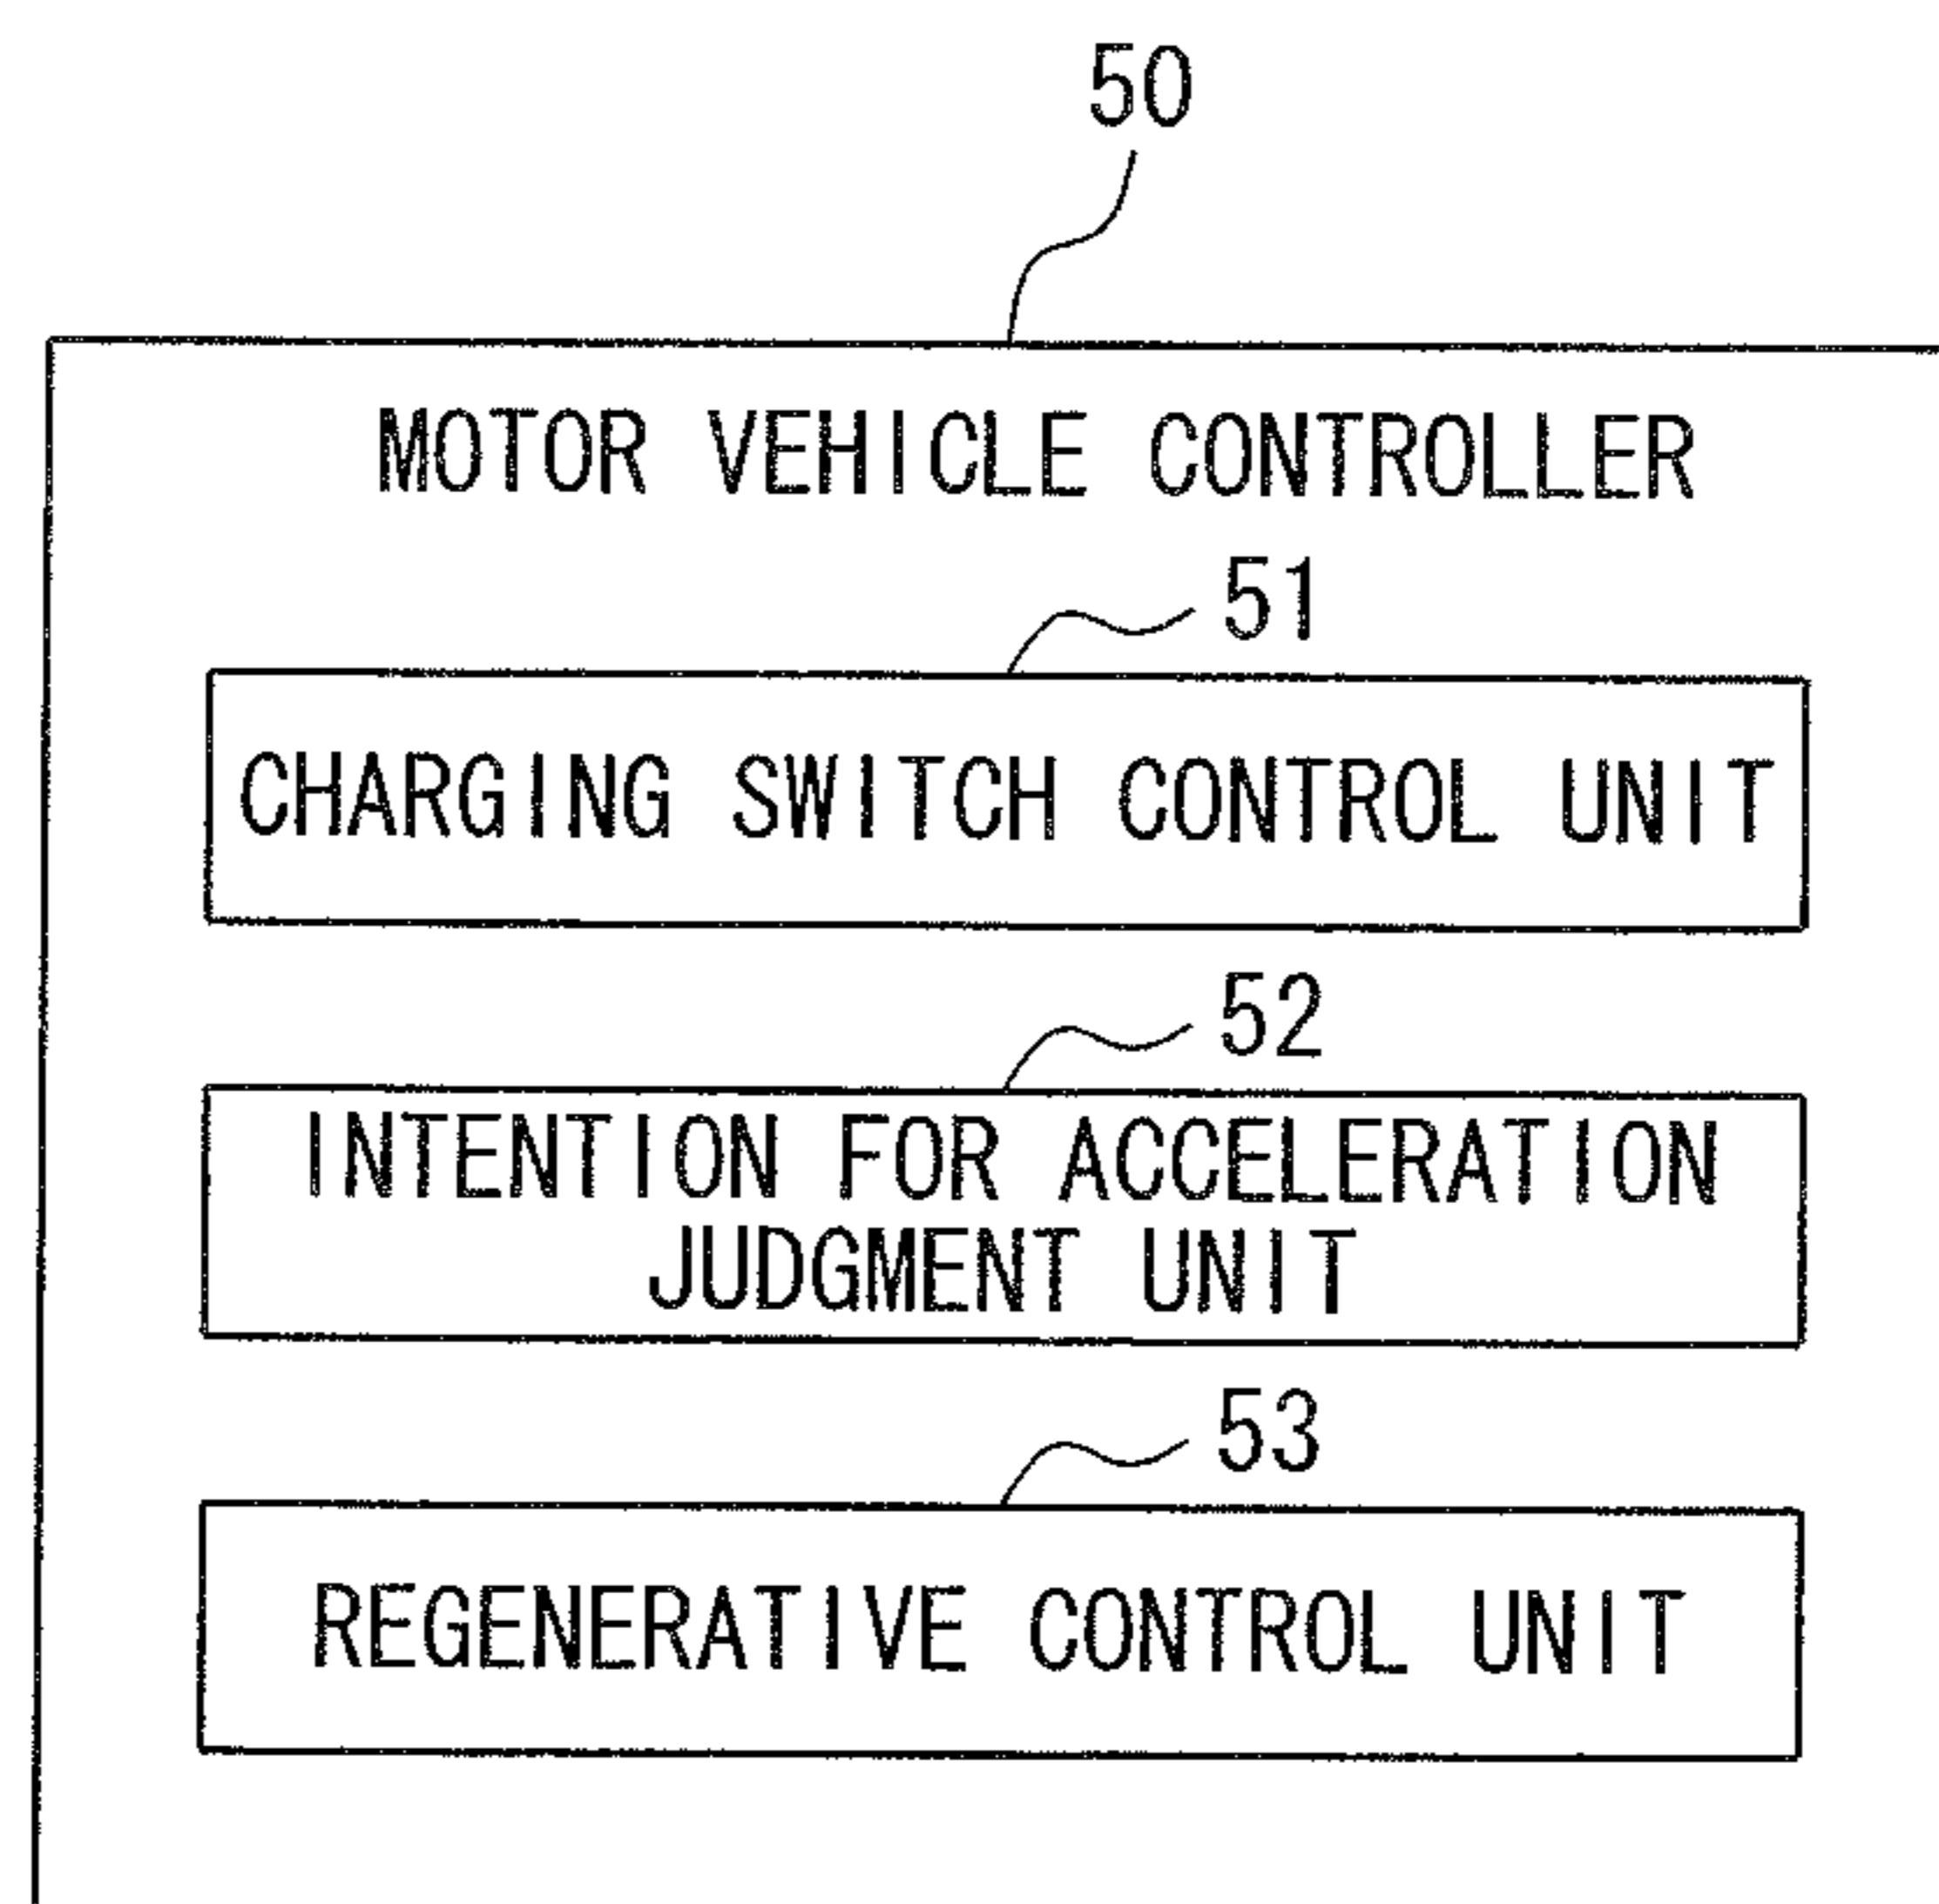 50
MOTOR VEHICLE CONTROLLER
51
CHARGING SWITCH CONTROL UNIT
52
INTENTION FOR ACCELERATION
JUDGMENT UNIT
53
REGENERATIVE CONTROL UNIT